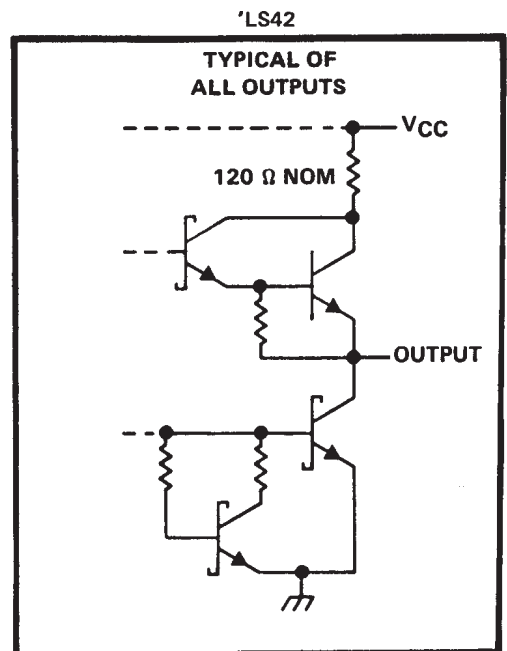 'LS42
TYPICAL OF
ALL OUTPUTS
VCC
120 Ω NOM
OUTPUT